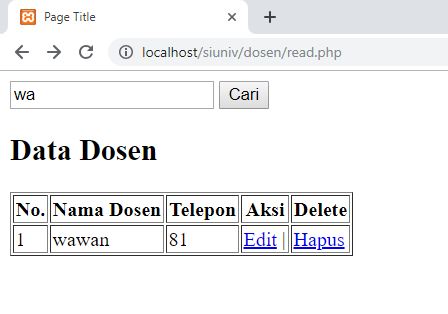 Page Title
localhost/siuniv/dosen/read.php
wa Cari
Data Dosen
No. Nama Dosen Telepon Aksi Delete
1 wawan 81 Edit | Hapus